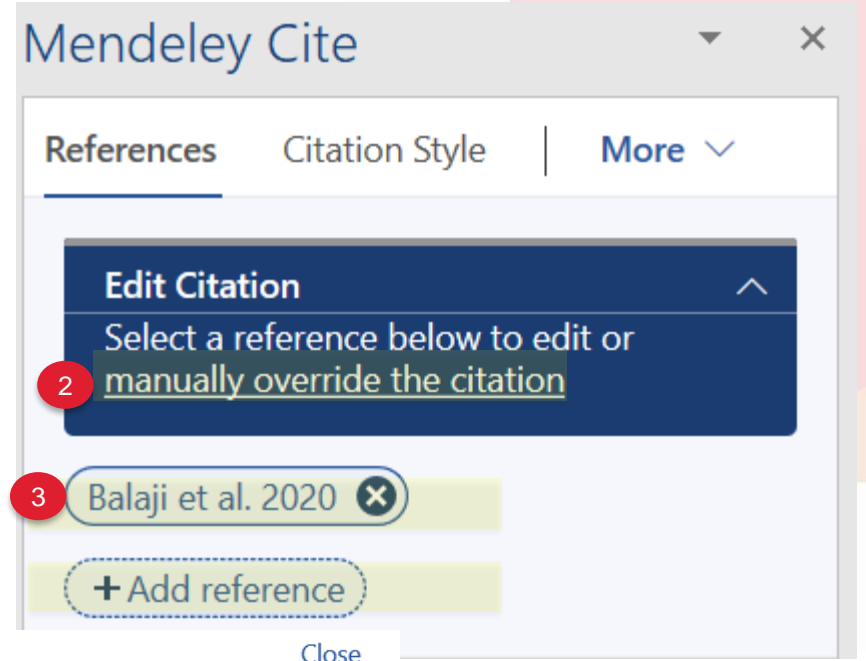 Mendeley Cite
References Citation Style More
Edit Citation
Select a reference below to edit or
2 manually override the citation
3 Balaji et al. 2020
+ Add reference
Close